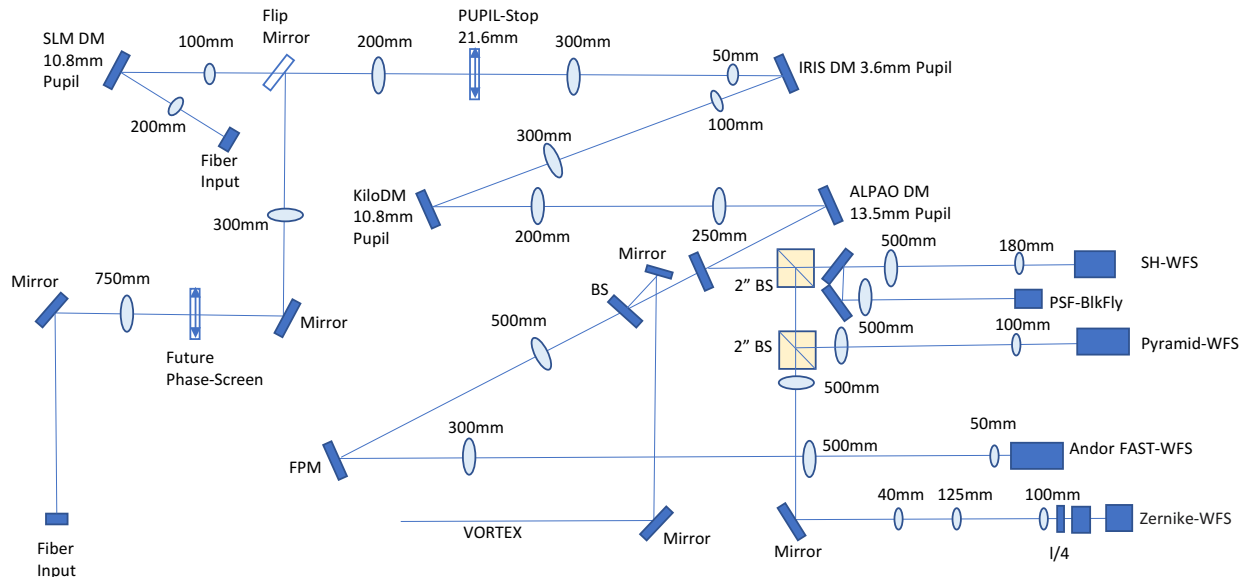 SLM DM
10.8mm
Pupil
100mm
200mm
Fiber
Input
Flip
Mirror
200mm
PUPIL-Stop
21.6mm
300mm
50mm
IRIS DM 3.6mm Pupil
100mm
300mm
KiloDM
10.8mm
Pupil
200mm
250mm
ALPAO DM
13.5mm Pupil
300mm
Mirror
750mm
Future
Phase-Screen
Mirror
Fiber
Input
Mirror
BS
500mm
FPM
300mm
VORTEX
Mirror
2” BS
500mm
180mm
SH-WFS
PSF-BlkFly
2” BS
500mm
100mm
Pyramid-WFS
500mm
500mm
50mm
Andor FAST-WFS
Mirror
40mm
125mm
100mm
l/4
Zernike-WFS